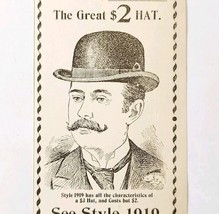 The Great $2 HAT.
Style 1919 has all the characteristics
of a $3 Hat, and Costs but $2.
See Style 1919